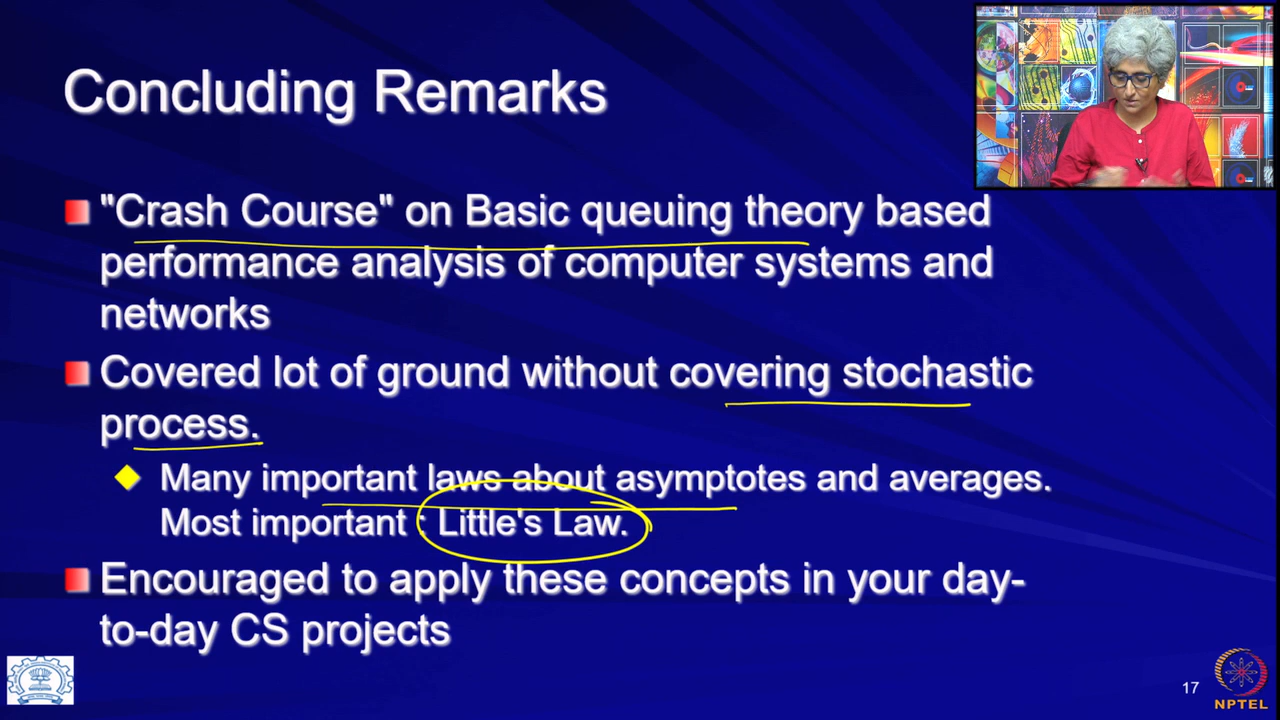 Concluding Remarks
"Crash Course" on Basic queuing theory based
performance analysis of computer systems and
networks
Covered lot of ground without covering stochastic
process.
Many important laws about asymptotes and averages.
Most important : Little's Law.
Encouraged to apply these concepts in your day-
to-day CS projects
17
NPTEL